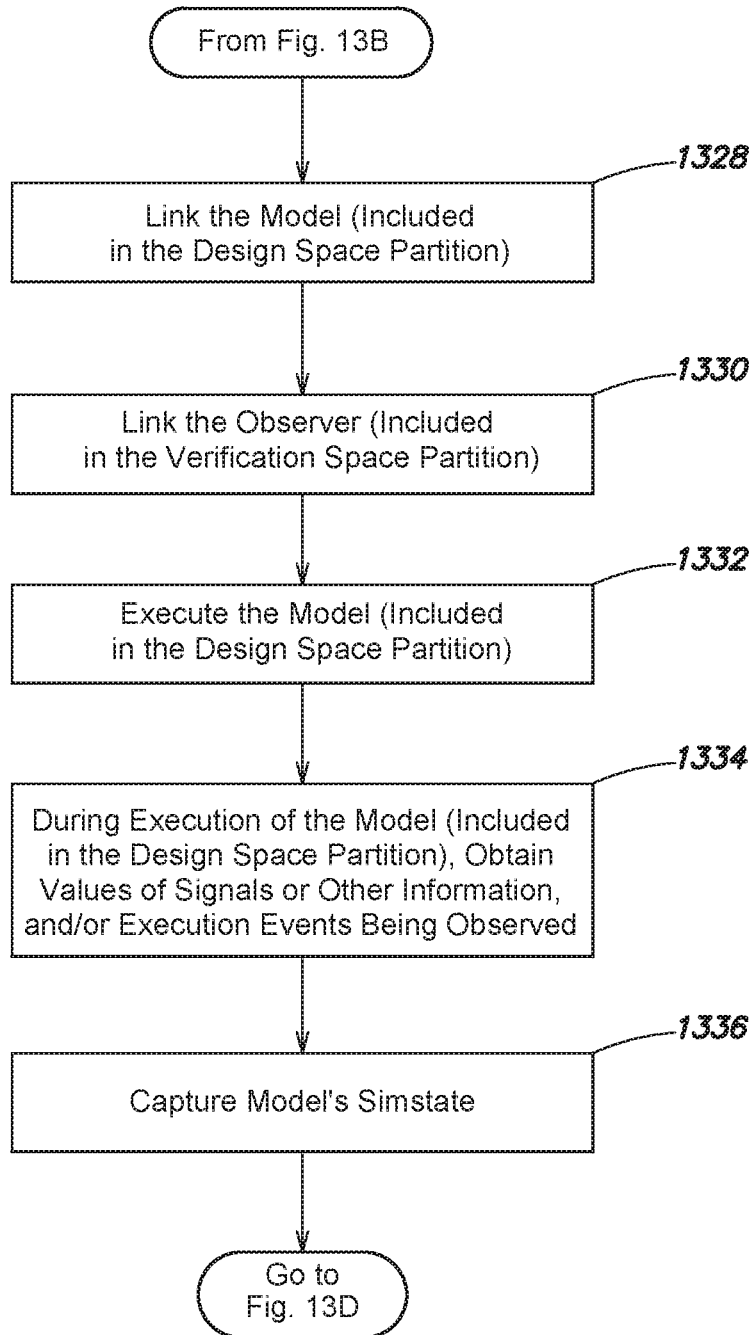 From Fig. 13B
1328
Link the Model (Included
in the Design Space Partition)
1330
Link the Observer (Included
in the Verification Space Partition)
1332
Execute the Model (Included
in the Design Space Partition)
1334
During Execution of the Model (Included
in the Design Space Partition), Obtain
Values of Signals or Other Information,
and/or Execution Events Being Observed
1336
Capture Model's Simstate
Go to
Fig. 13D